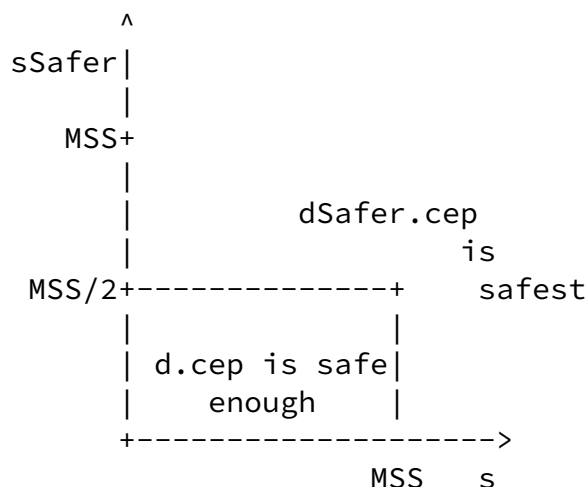 ^
sSafer|
|
MSS+
|
| dSafer.cep
| is
MSS/2+--------------+ safest
| |
| d.cep is safe|
| enough |
+-------------------->
MSS s